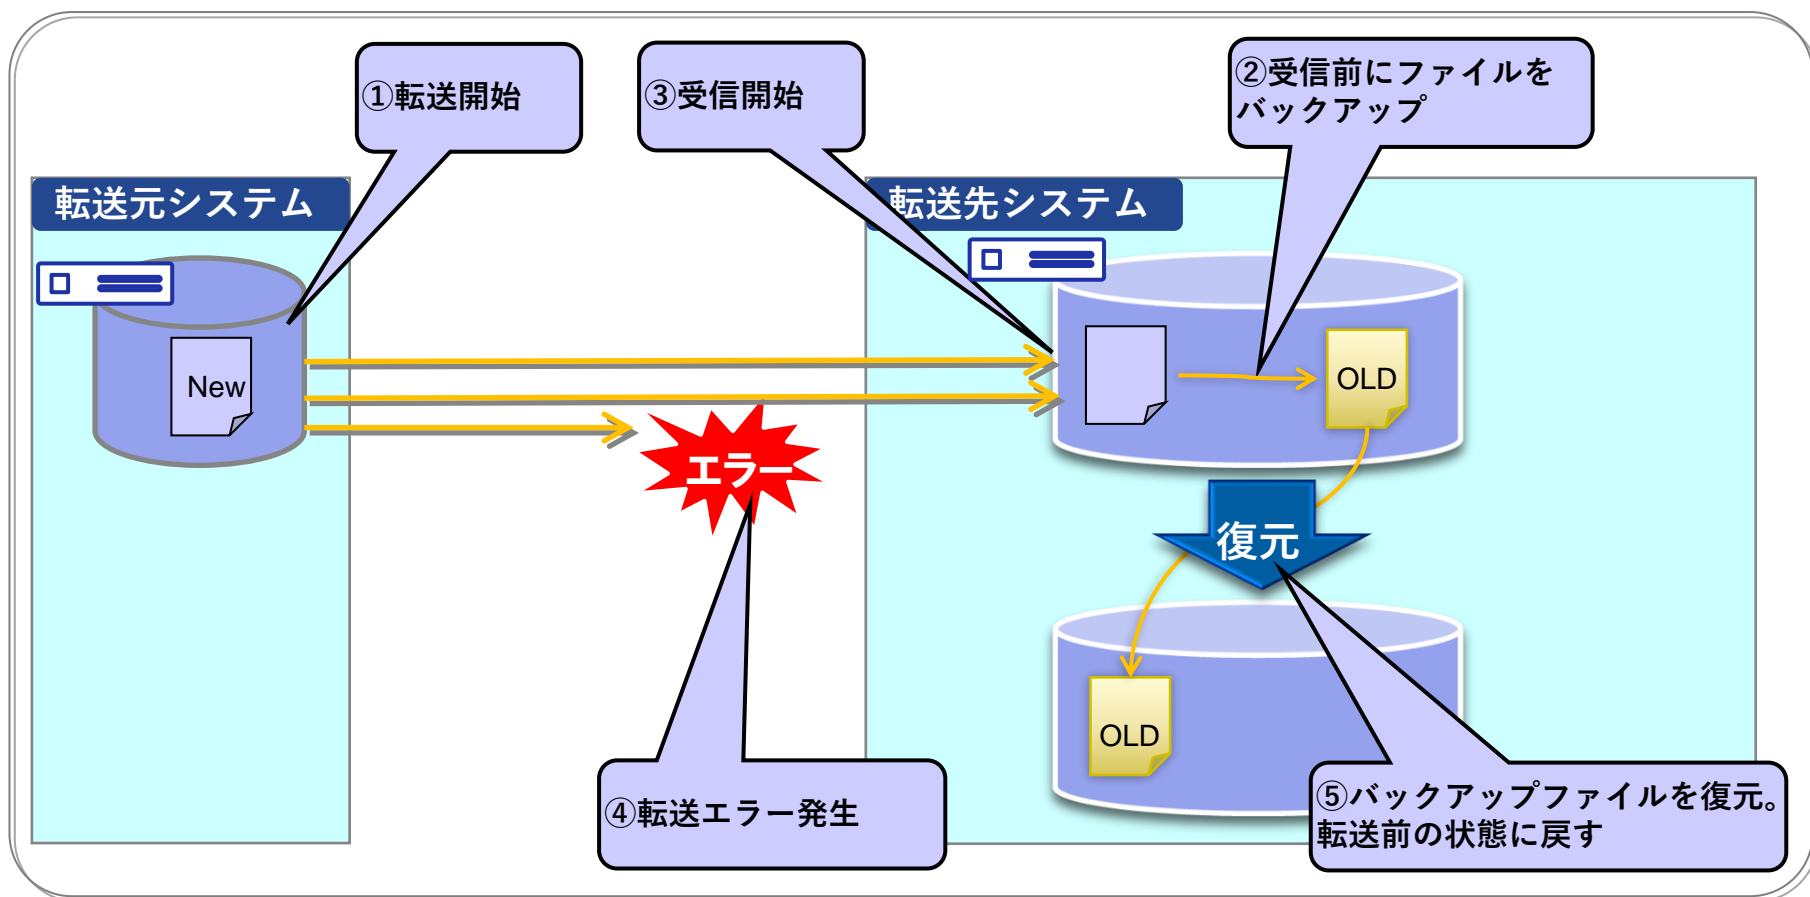 ①転送開始
③受信開始
②受信前にファイルを
バックアップ
転送元システム
転送先システム
New
OLD
エラー
復元
OLD
④転送エラー発生
⑤バックアップファイルを復元。
転送前の状態に戻す